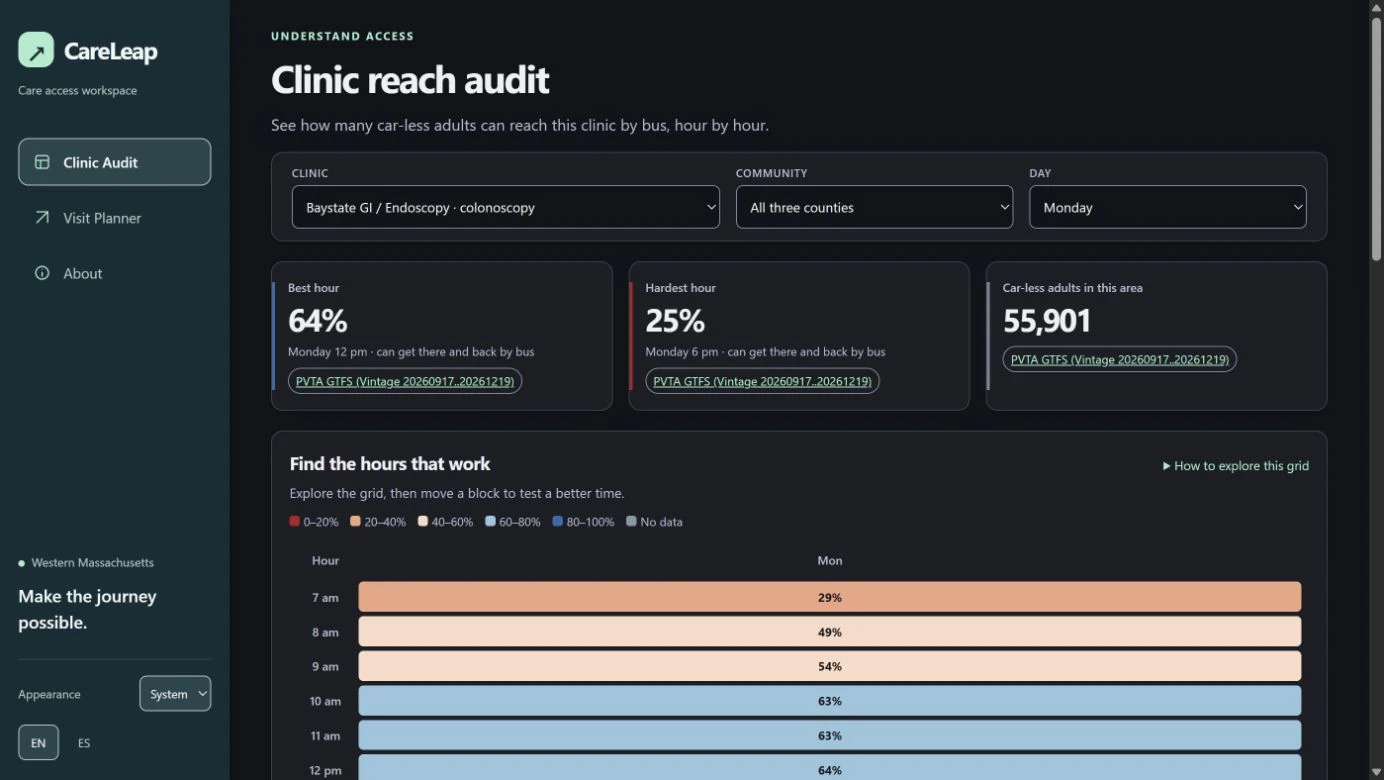 CareLeap
Care access workspace
Clinic Audit
Visit Planner
About
Western Massachusetts
Make the journey
possible.
Appearance
System
EN
ES
UNDERSTAND ACCESS
Clinic reach audit
See how many car-less adults can reach this clinic by bus, hour by hour.
CLINIC
Baystate GI / Endoscopy · colonoscopy
COMMUNITY
All three counties
DAY
Monday
Best hour
64%
Monday 12 pm · can get there and back by bus
PVTA GTFS (Vintage 20260917..20261219)
Hardest hour
25%
Monday 6 pm · can get there and back by bus
PVTA GTFS (Vintage 20260917..20261219)
Car-less adults in this area
55,901
PVTA GTFS (Vintage 20260917..20261219)
Find the hours that work
How to explore this grid
Explore the grid, then move a block to test a better time.
0–20% 20–40% 40–60% 60–80% 80–100% No data
Hour Mon
7 am 29%
8 am 49%
9 am 54%
10 am 63%
11 am 63%
12 pm 64%